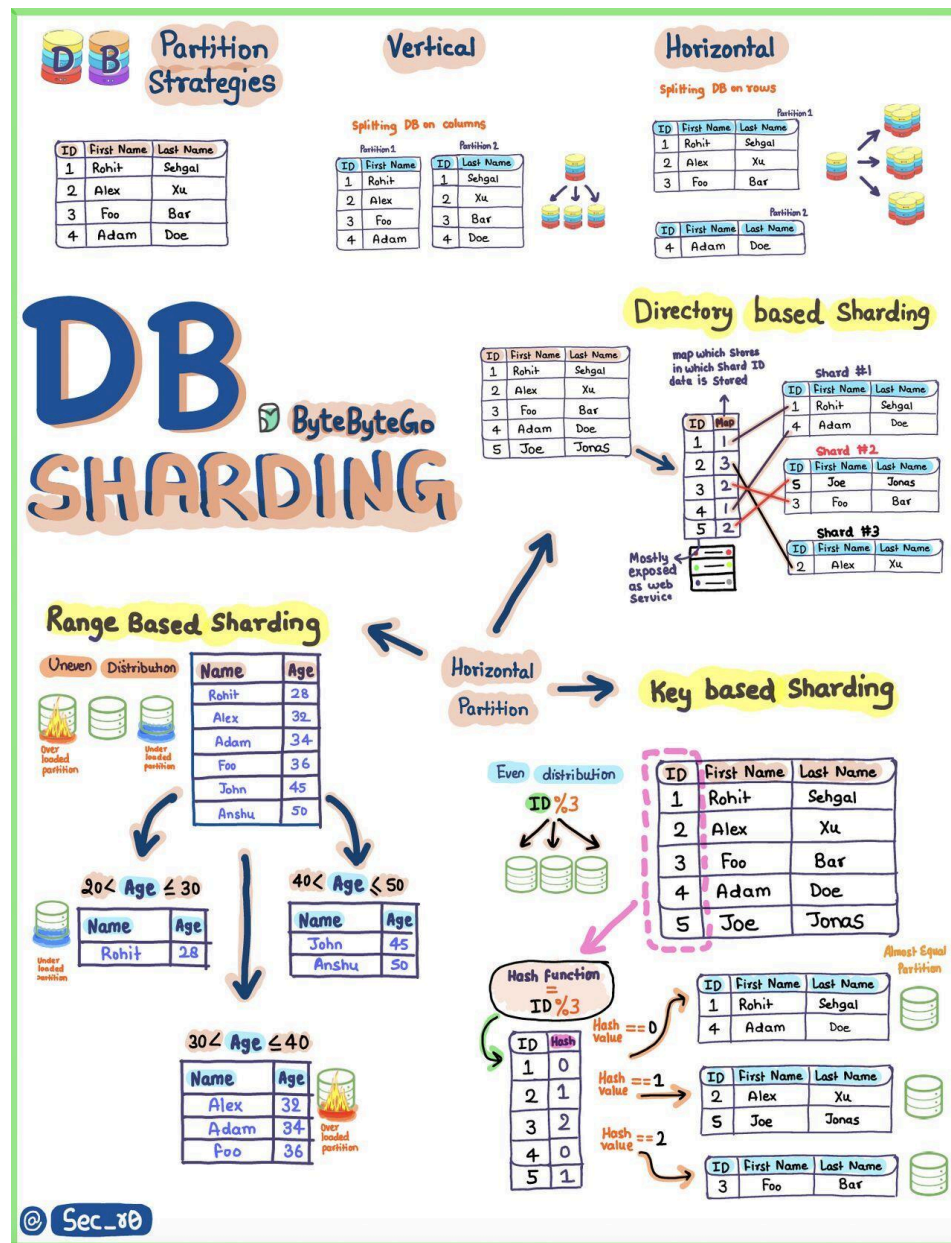 D B
Partition
Strategies
ID First Name Last Name
1 Rohit Sehgal
2 Alex Xu
3 Foo Bar
4 Adam Doe
Vertical
Splitting DB on columns
Partition 1
ID First Name
1 Rohit
2 Alex
3 Foo
4 Adam
Partition 2
ID Last Name
1 Sehgal
2 Xu
3 Bar
4 Doe
Horizontal
Splitting DB on rows
Partition 1
ID First Name Last Name
1 Rohit Sehgal
2 Alex Xu
3 Foo Bar
Partition 2
ID First Name Last Name
4 Adam Doe
DB
ByteByteGo
SHARDING
Directory based Sharding
ID First Name Last Name
1 Rohit Sehgal
2 Alex Xu
3 Foo Bar
4 Adam Doe
5 Joe Jonas
map which Stores
in which Shard ID
data is Stored
ID Map
1 1
2 3
3 2
4 1
5 2
Mostly
exposed
as web
Service
Shard #1
ID First Name Last Name
1 Rohit Sehgal
4 Adam Doe
Shard #2
ID First Name Last Name
5 Joe Jonas
3 Foo Bar
Shard #3
ID First Name Last Name
2 Alex Xu
Horizontal
Partition
Range Based Sharding
Uneven Distribution
Over
loaded
partition
Under
loaded
partition
Name Age
Rohit 28
Alex 32
Adam 34
Foo 36
John 45
Anshu 50
20< Age ≤ 30
Name Age
Rohit 28
Under
loaded
partition
40< Age ≤ 50
Name Age
John 45
Anshu 50
30< Age ≤40
Name Age
Alex 32
Adam 34
Foo 36
Over
loaded
partition
Key based Sharding
Even distribution
ID %3
ID First Name Last Name
1 Rohit Sehgal
2 Alex Xu
3 Foo Bar
4 Adam Doe
5 Joe Jonas
Hash function
=
ID %3
ID Hash
1 0
2 1
3 2
4 0
5 1
Hash
value == 0
Hash
value == 1
Hash
value == 2
Almost Equal
Partition
ID First Name Last Name
1 Rohit Sehgal
4 Adam Doe
ID First Name Last Name
2 Alex Xu
5 Joe Jonas
ID First Name Last Name
3 Foo Bar
@ Sec_r0